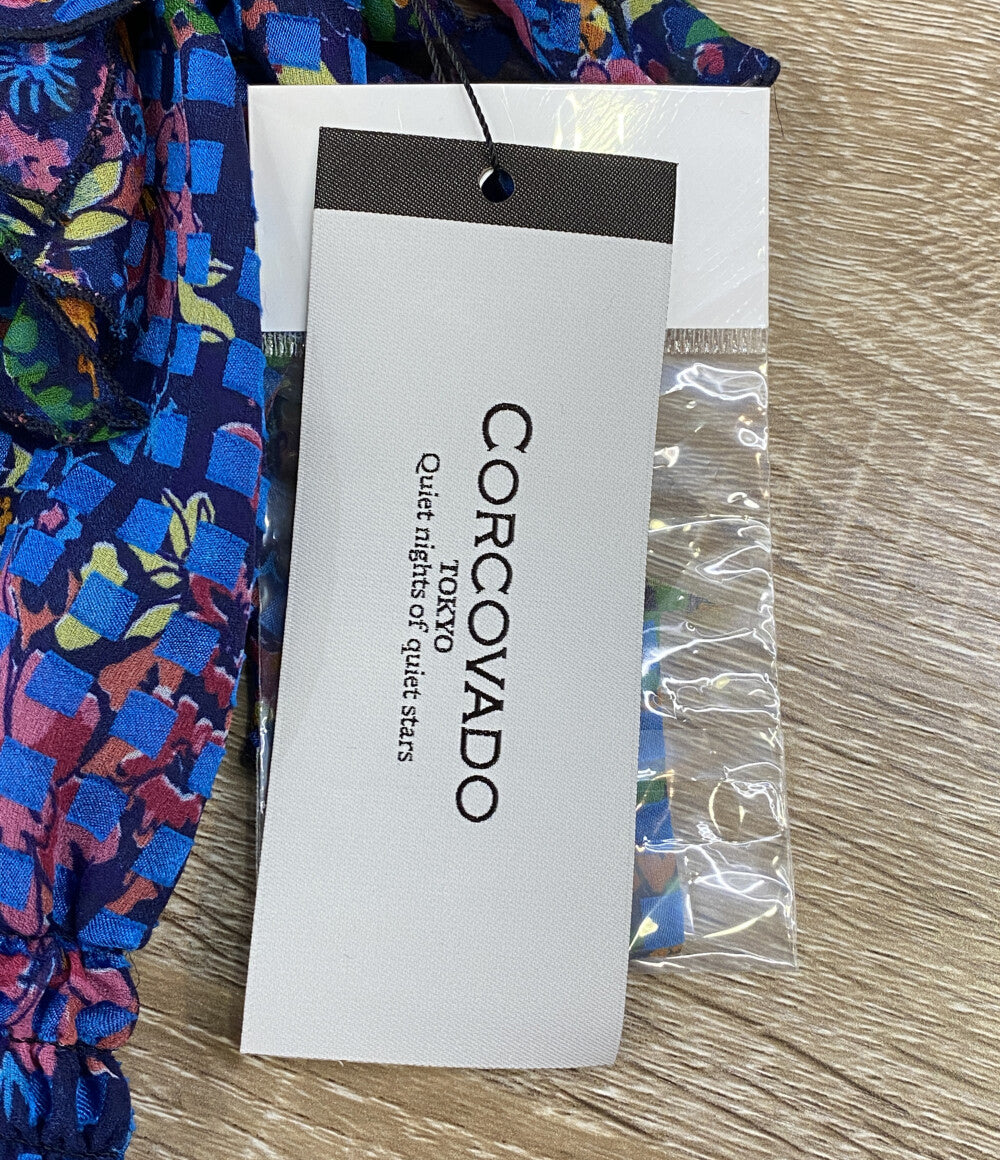 CORCOVADO
TOKYO
Quiet nights of quiet stars